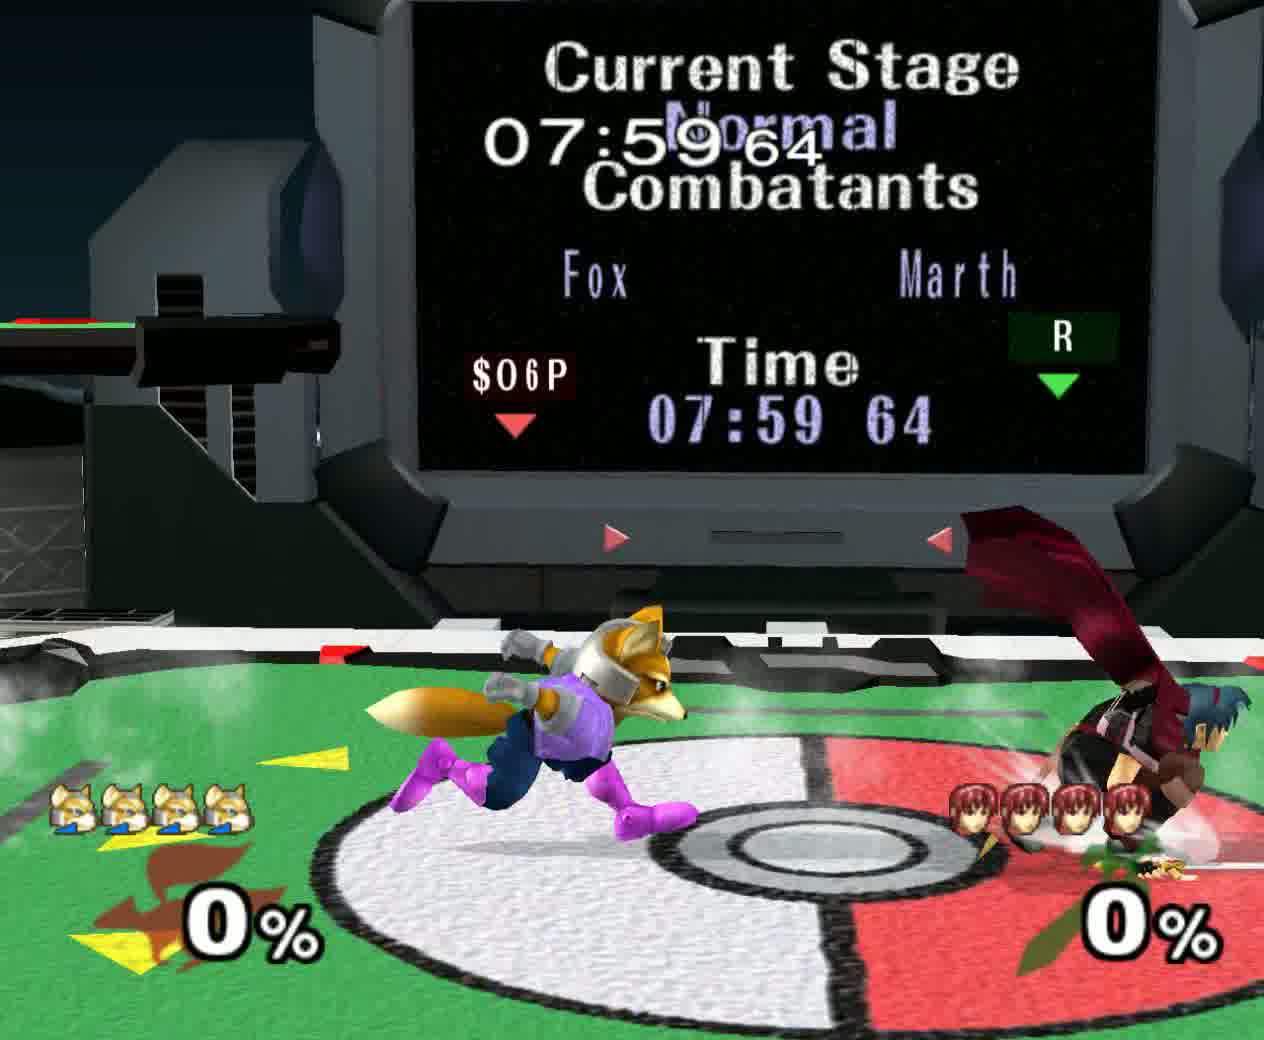 Current Stage
Normal
07:59 64
Combatants
Fox Marth
R
Time
$06P
07:59 64
0% 0%